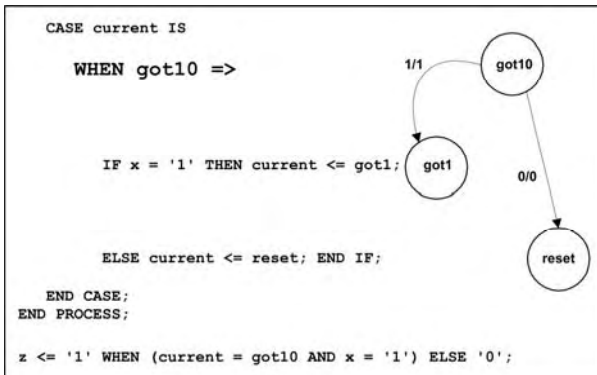 CASE current IS
WHEN got10 =>
1/1
got10
IF x = '1' THEN current <= got1;
got1
0/0
ELSE current <= reset; END IF;
reset
END CASE;
END PROCESS;
z <= '1' WHEN (current = got10 AND x = '1') ELSE '0';